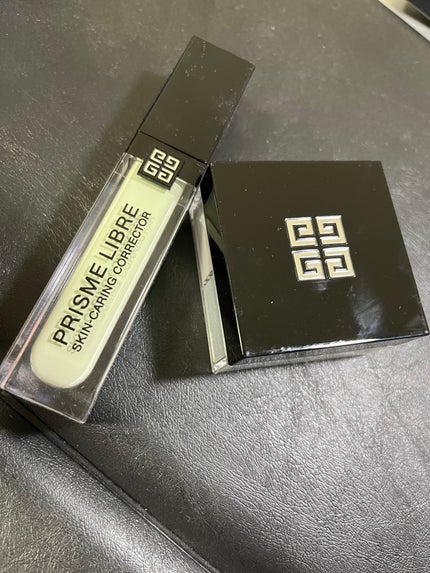 PRISME LIBRE
SKIN-CARING CORRECTOR